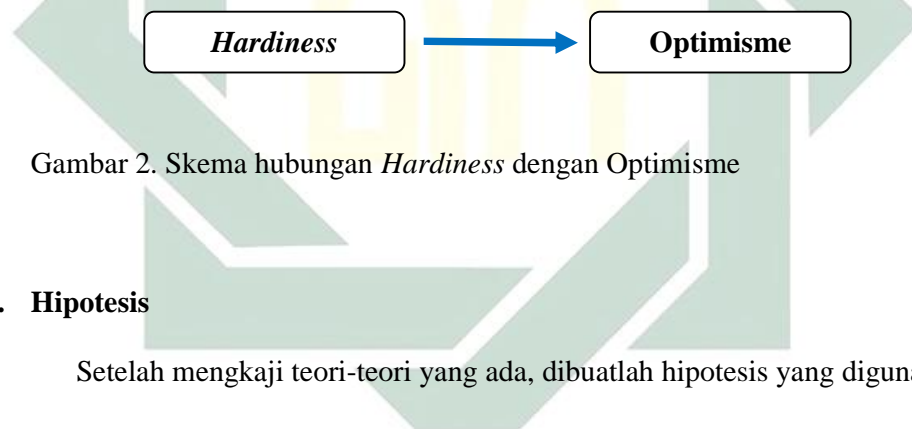 Hardiness Optimisme
Gambar 2. Skema hubungan Hardiness dengan Optimisme
. Hipotesis
Setelah mengkaji teori-teori yang ada, dibuatlah hipotesis yang